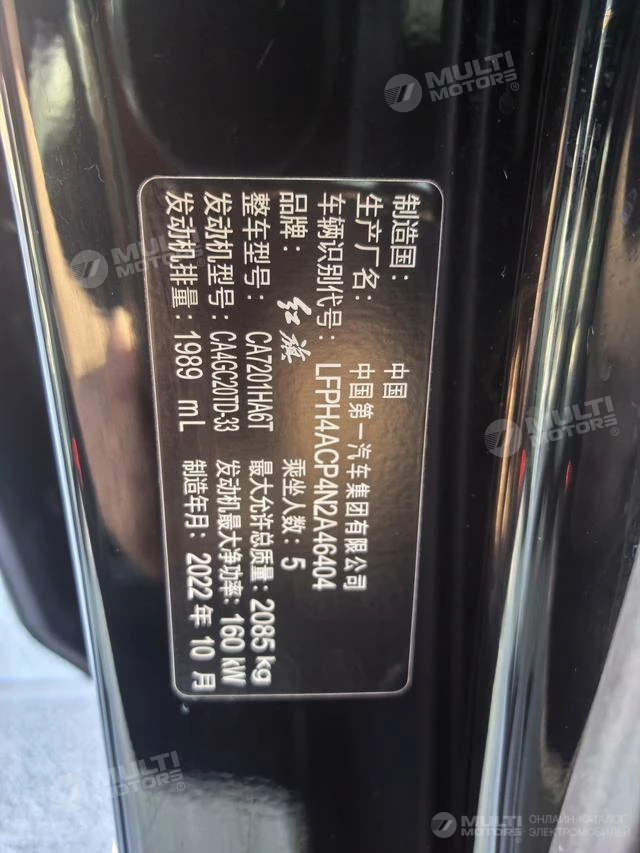 制造国: 中国
生产厂名: 中国第一汽车集团有限公司
车辆识别代号: LFPH4ACP4N2A46404
品牌: 红旗 乘坐人数: 5
整车型号: CA7201HA6T 最大允许总质量: 2085 kg
发动机型号: CA4GC20TD-33 发动机最大净功率: 160 kW
发动机排量: 1989 mL 制造年月: 2022 年 10 月
MULTI MOTORS
MULTI MOTORS
MULTI MOTORS
MULTI MOTORS
MULTI MOTORS
ОНЛАЙН-КАТАЛОГ
ЭЛЕКТРОМОБИЛЕЙ